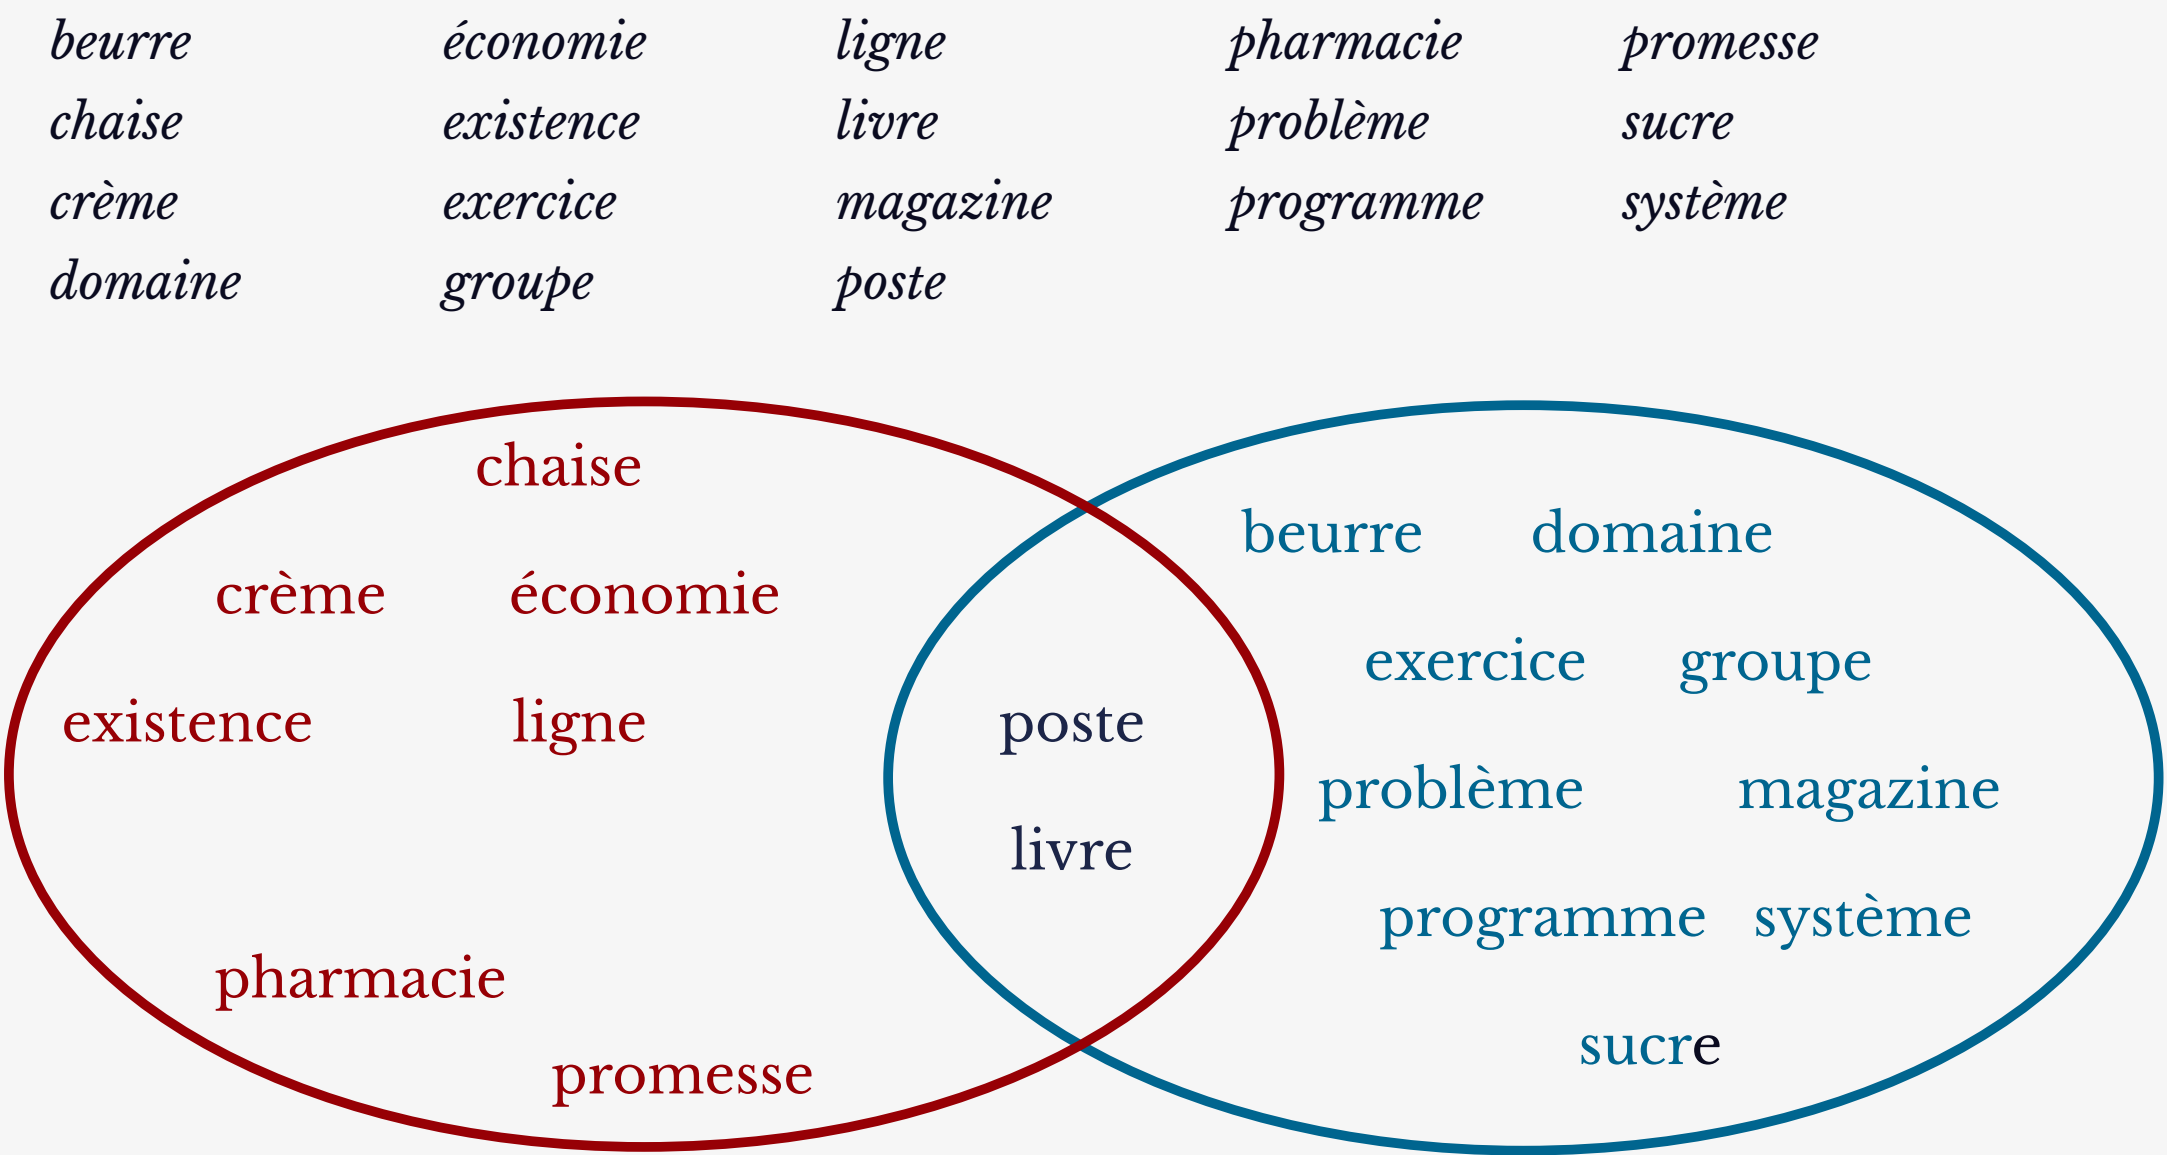 beurre économie ligne pharmacie promesse
chaise existence livre problème sucre
crème exercice magazine programme système
domaine groupe poste
chaise
beurre domaine
crème économie
exercice groupe
existence ligne
poste
problème magazine
livre
programme système
pharmacie
sucre
promesse